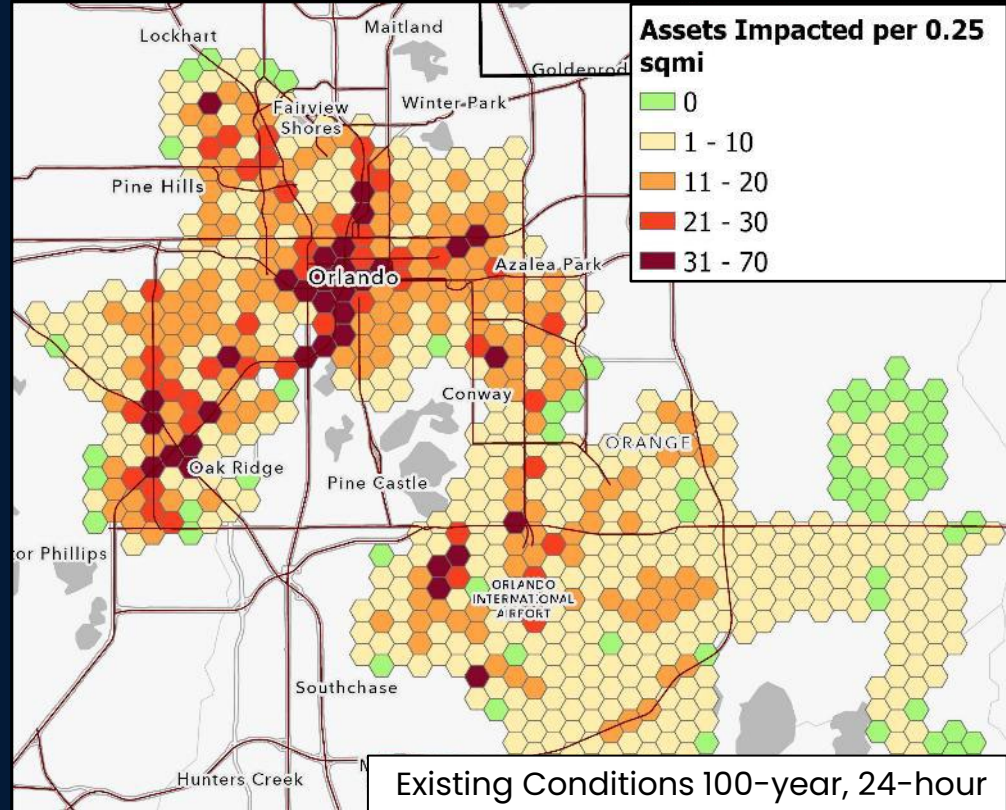 Assets Impacted per 0.25
sqmi
0
1 - 10
11 - 20
21 - 30
31 - 70
Lockhart
Maitland
Goldenrod
Fairview
Shores
Winter Park
Pine Hills
Azalea Park
Orlando
Conway
ORANGE
Oak Ridge
Pine Castle
tor Phillips
ORLANDO
INTERNATIONAL
AIRPORT
Southchase
Hunters Creek
Existing Conditions 100-year, 24-hour